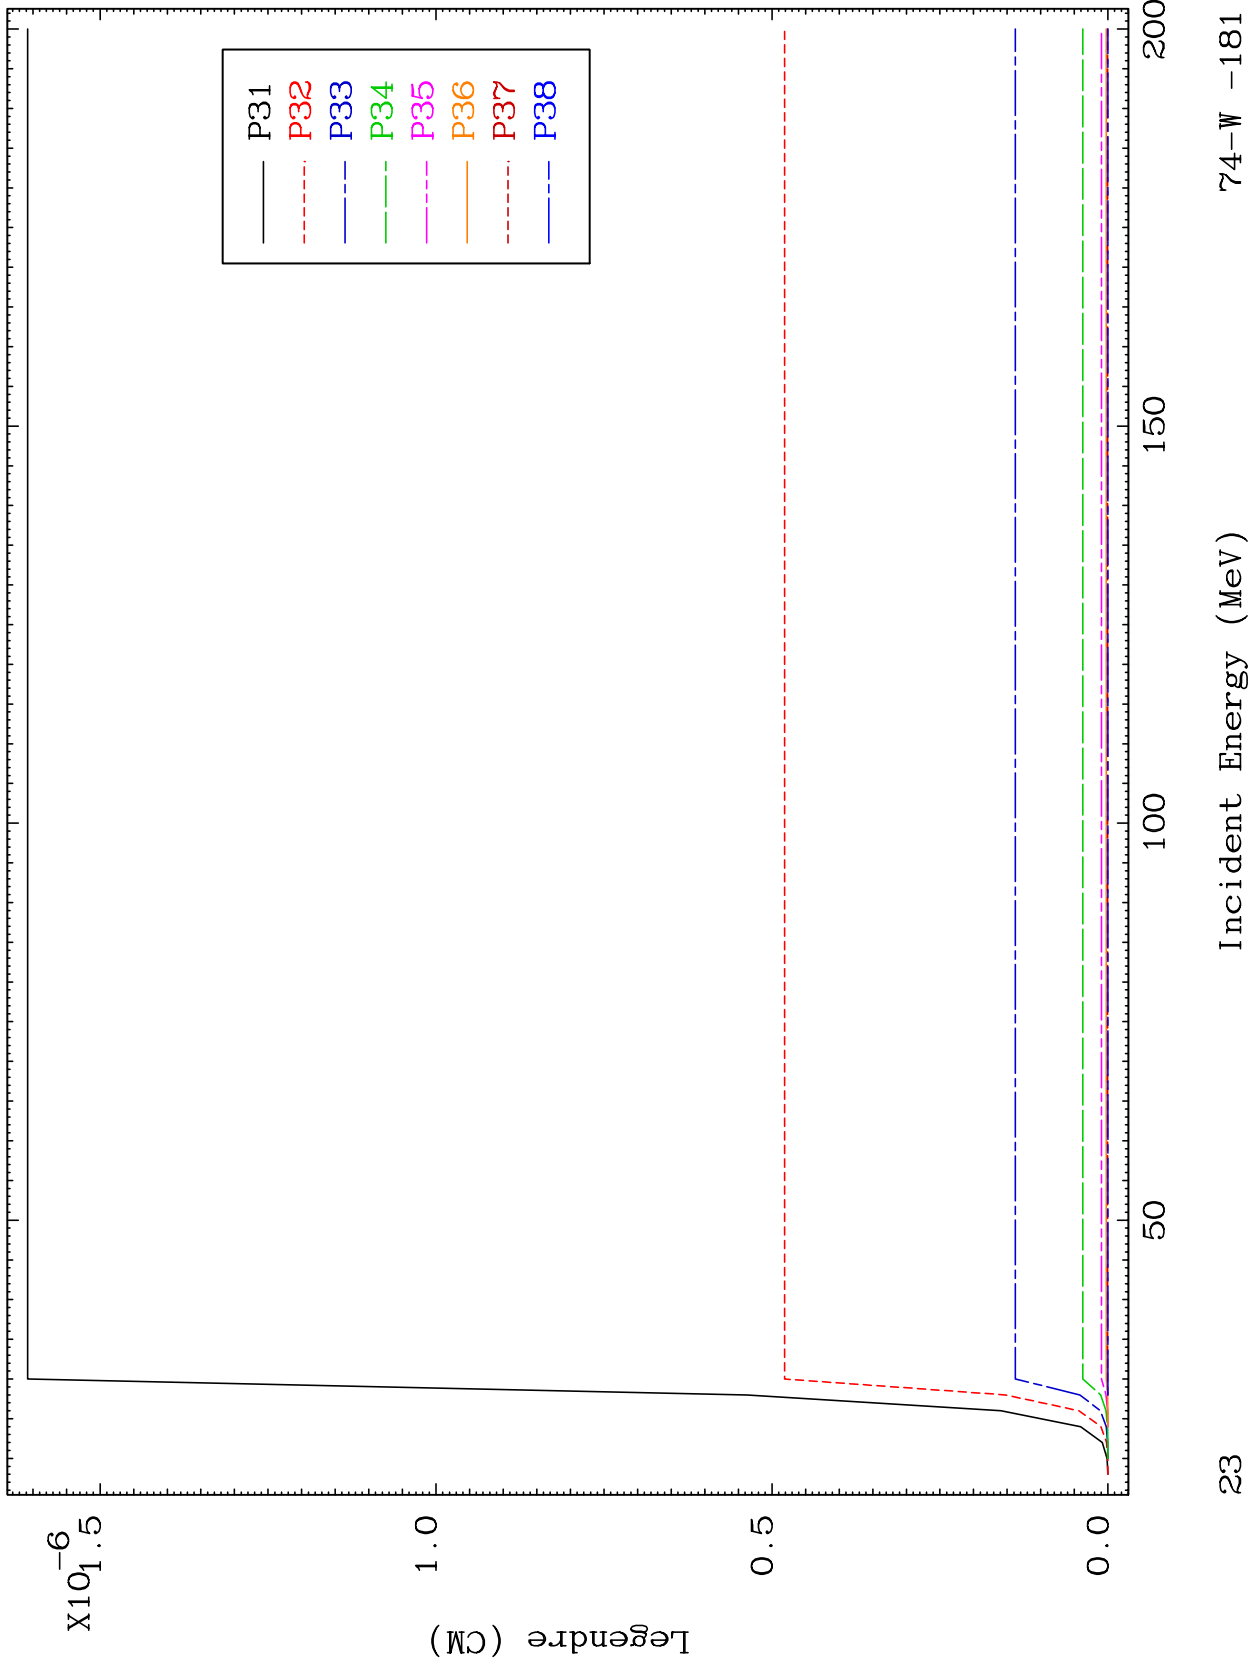 X10-6
1.5
1.0
0.5
0.0
Legendre (CM)
P31
P32
P33
P34
P35
P36
P37
P38
50
100
150
200
23
Incident Energy (MeV)
74-W -181